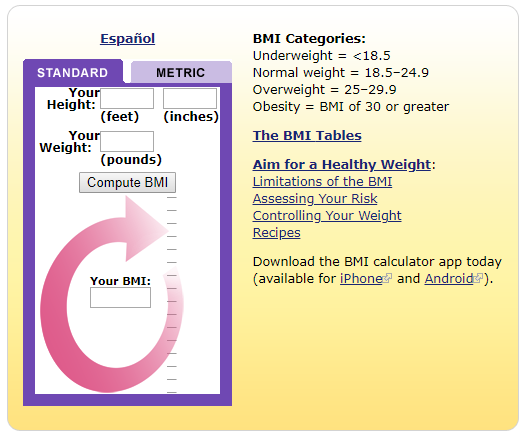 Español
STANDARD
METRIC
Your
Height:
(feet)
(inches)
Your
Weight:
(pounds)
Compute BMI
Your BMI:
BMI Categories:
Underweight = <18.5
Normal weight = 18.5–24.9
Overweight = 25–29.9
Obesity = BMI of 30 or greater
The BMI Tables
Aim for a Healthy Weight:
Limitations of the BMI
Assessing Your Risk
Controlling Your Weight
Recipes
Download the BMI calculator app today
(available for iPhone and Android).